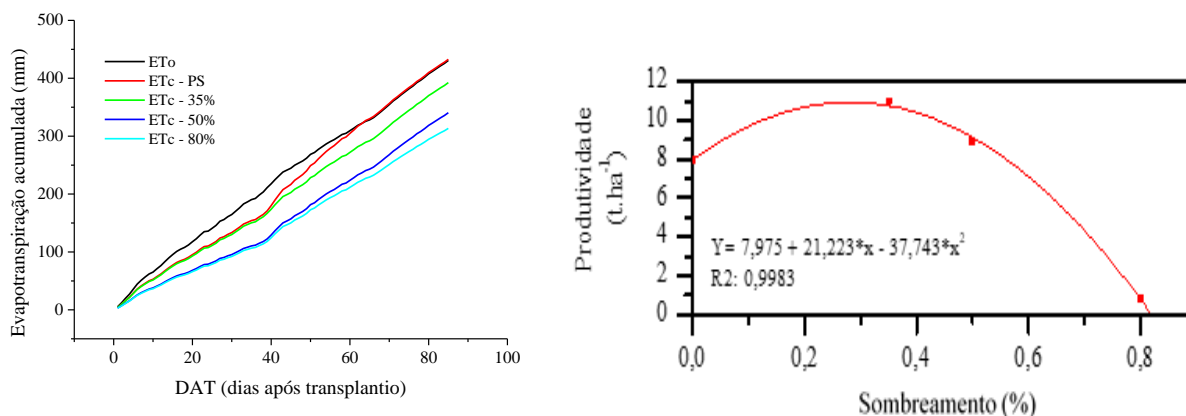 Evapotranspiração acumulada (mm)
500
400
300
200
100
0
ETo
ETc - PS
ETc - 35%
ETc - 50%
ETc - 80%
0 20 40 60 80 100
DAT (dias após transplantio)
Produtividade
(t.ha-1)
12
10
8
6
4
2
0
Y= 7,975 + 21,223*x - 37,743*x²
R2: 0,9983
0,0 0,2 0,4 0,6 0,8
Sombreamento (%)